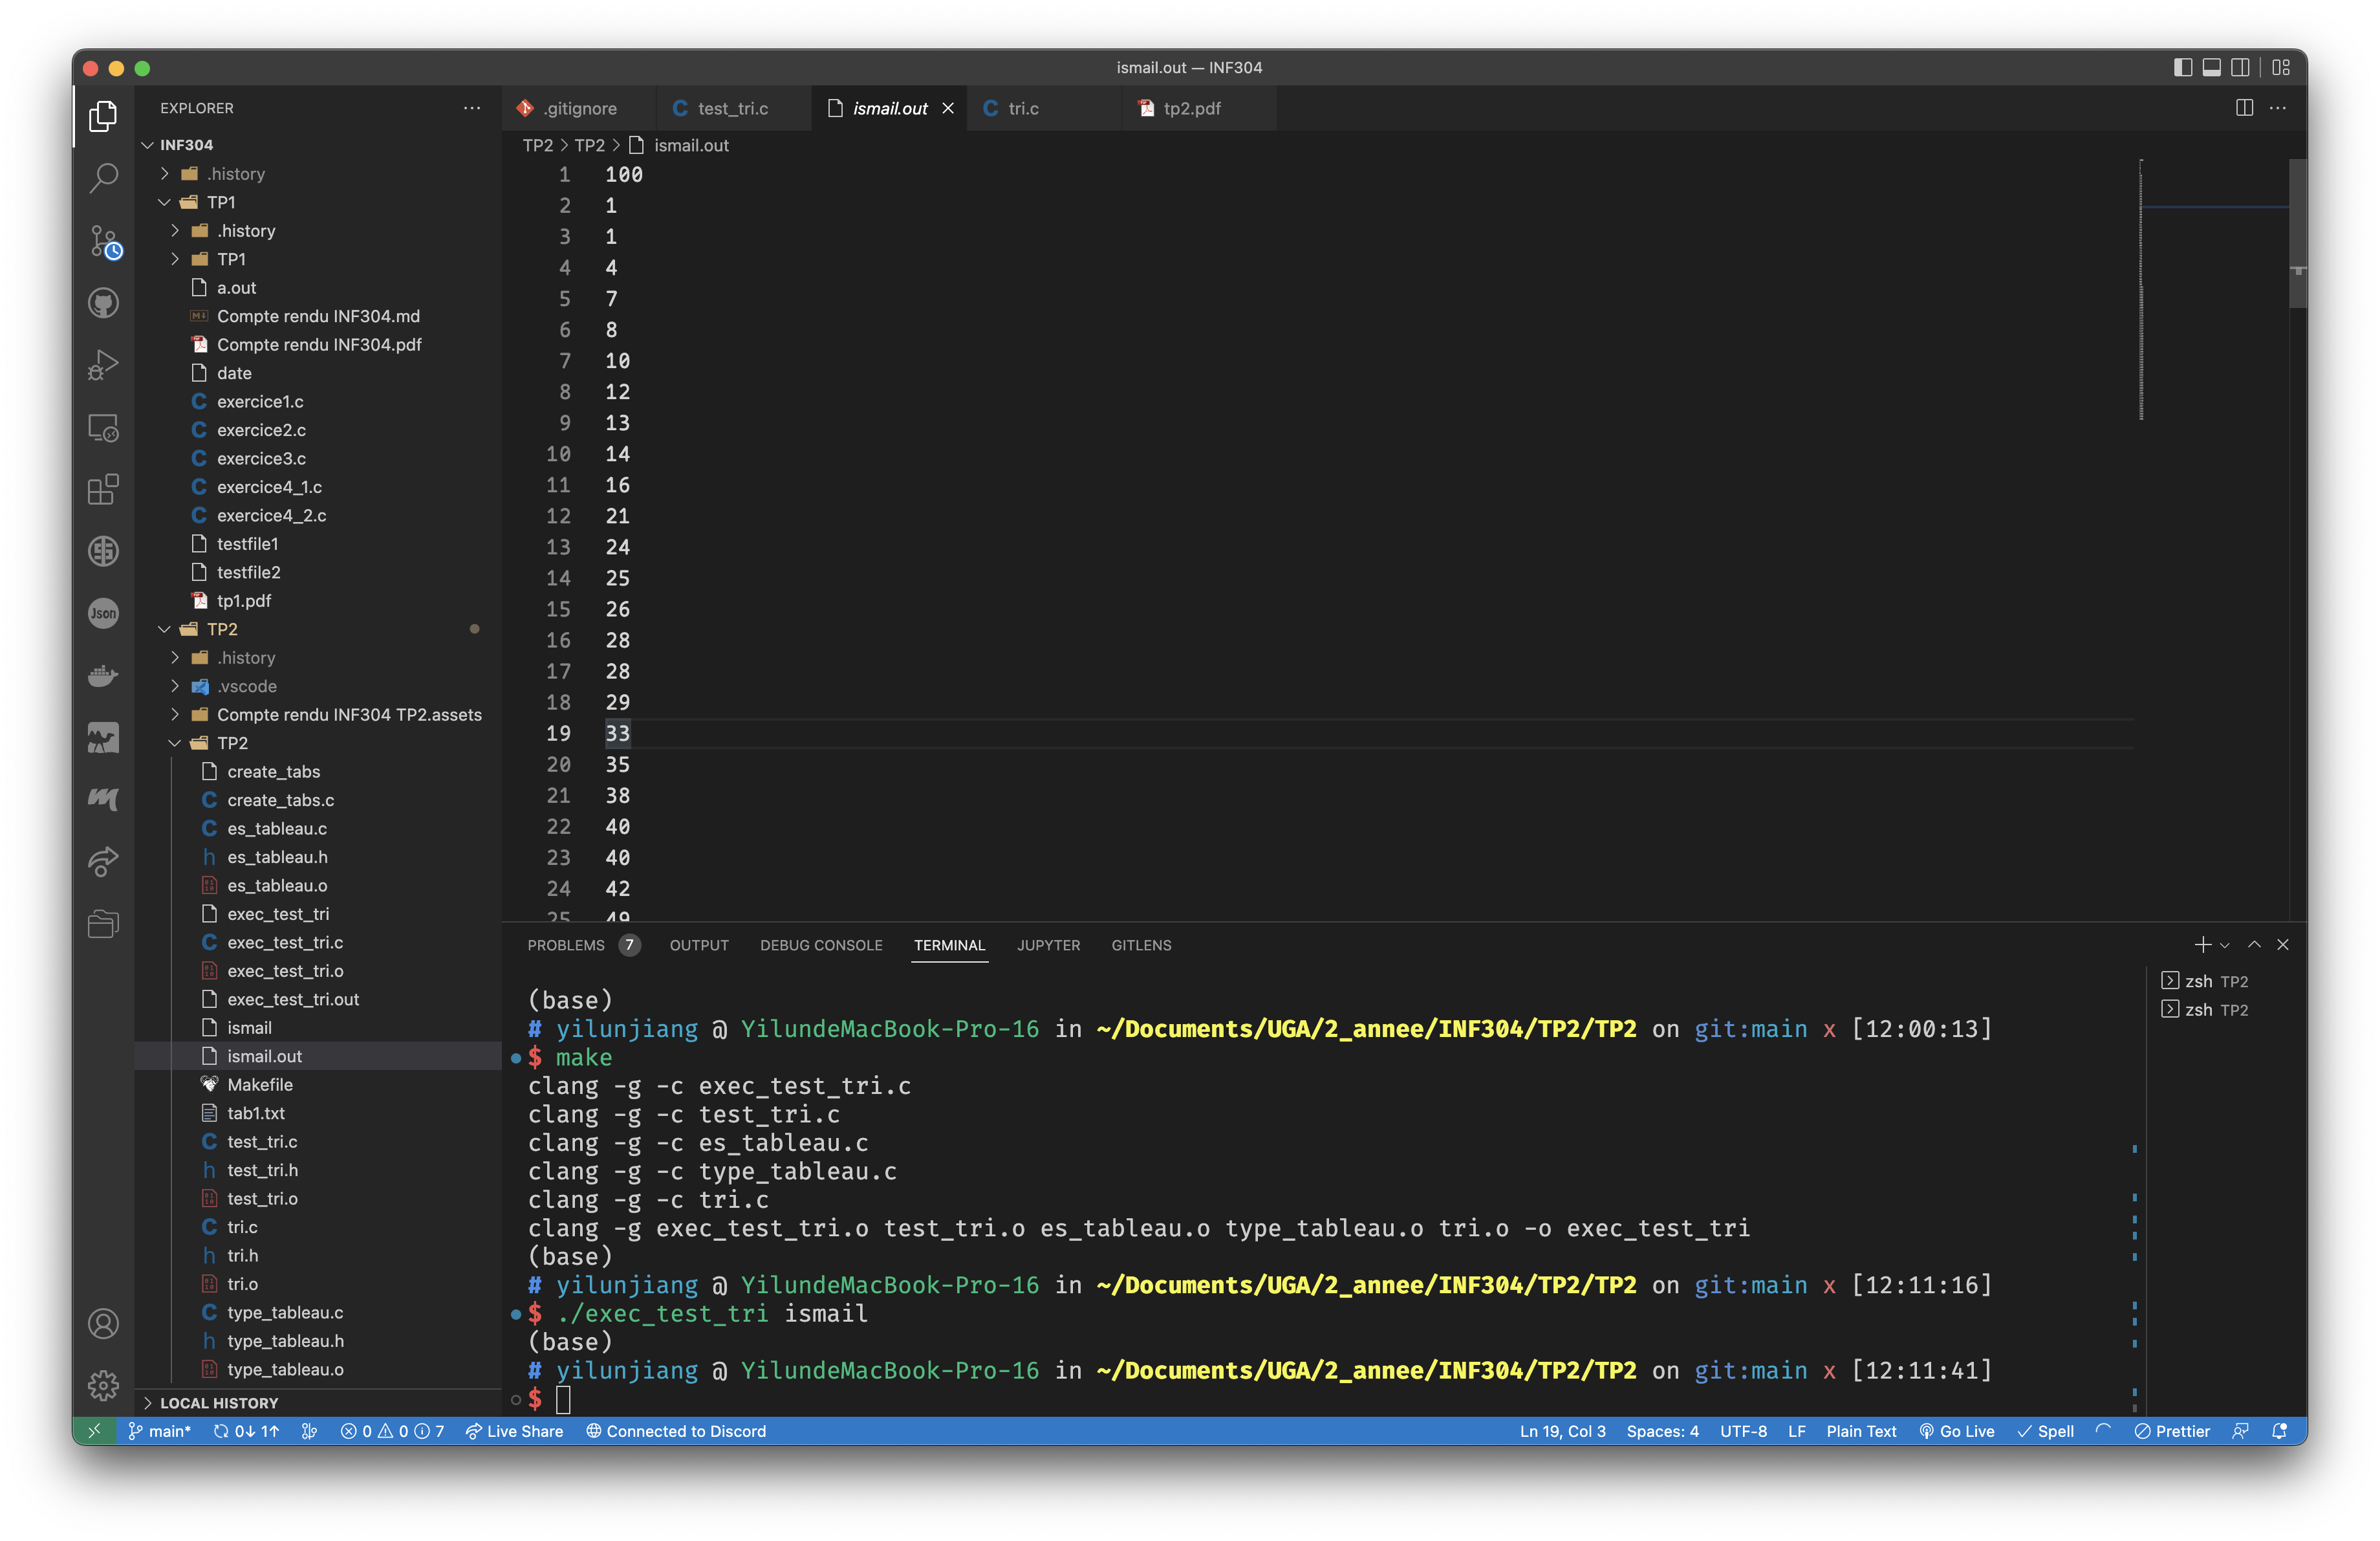 ismail.out — INF304
EXPLORER
INF304
.history
TP1
.history
TP1
a.out
Compte rendu INF304.md
Compte rendu INF304.pdf
date
exercice1.c
exercice2.c
exercice3.c
exercice4_1.c
exercice4_2.c
testfile1
testfile2
tp1.pdf
TP2
.history
.vscode
Compte rendu INF304 TP2.assets
TP2
create_tabs
create_tabs.c
es_tableau.c
es_tableau.h
es_tableau.o
exec_test_tri
exec_test_tri.c
exec_test_tri.o
exec_test_tri.out
ismail
ismail.out
Makefile
tab1.txt
test_tri.c
test_tri.h
test_tri.o
tri.c
tri.h
tri.o
type_tableau.c
type_tableau.h
type_tableau.o
LOCAL HISTORY
Json
.gitignore test_tri.c ismail.out tri.c tp2.pdf
TP2 > TP2 > ismail.out
1 100
2 1
3 1
4 4
5 7
6 8
7 10
8 12
9 13
10 14
11 16
12 21
13 24
14 25
15 26
16 28
17 28
18 29
19 33
20 35
21 38
22 40
23 40
24 42
25 49
PROBLEMS 7 OUTPUT DEBUG CONSOLE TERMINAL JUPYTER GITLENS
(base)
# yilunjiang @ YilundeMacBook-Pro-16 in ~/Documents/UGA/2_annee/INF304/TP2/TP2 on git:main x [12:00:13]
$ make
clang -g -c exec_test_tri.c
clang -g -c test_tri.c
clang -g -c es_tableau.c
clang -g -c type_tableau.c
clang -g -c tri.c
clang -g exec_test_tri.o test_tri.o es_tableau.o type_tableau.o tri.o -o exec_test_tri
(base)
# yilunjiang @ YilundeMacBook-Pro-16 in ~/Documents/UGA/2_annee/INF304/TP2/TP2 on git:main x [12:11:16]
$ ./exec_test_tri ismail
(base)
# yilunjiang @ YilundeMacBook-Pro-16 in ~/Documents/UGA/2_annee/INF304/TP2/TP2 on git:main x [12:11:41]
$
zsh TP2
zsh TP2
main* 0↓ 1↑ 0 0 7 Live Share Connected to Discord Ln 19, Col 3 Spaces: 4 UTF-8 LF Plain Text Go Live Spell Prettier